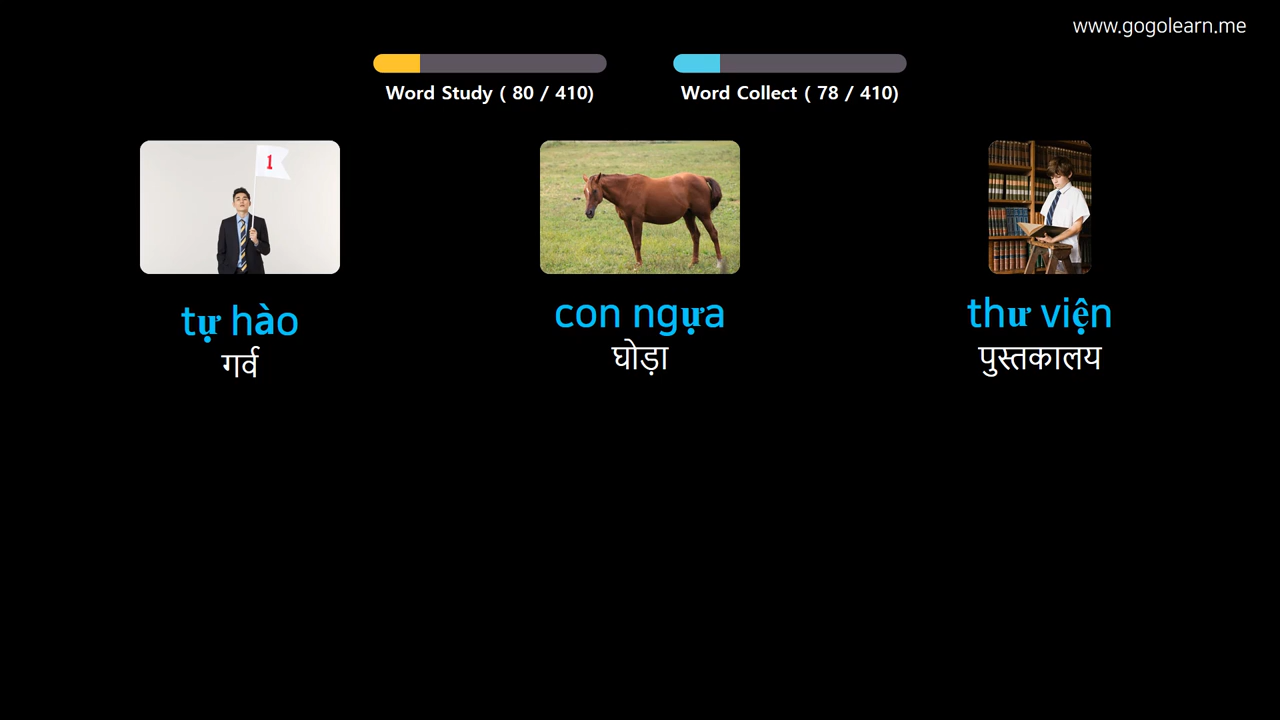 www.gogolearn.me
Word Study ( 80 / 410)
Word Collect ( 78 / 410)
1
tự hào
गर्व
con ngựa
घोड़ा
thư viện
पुस्तकालय